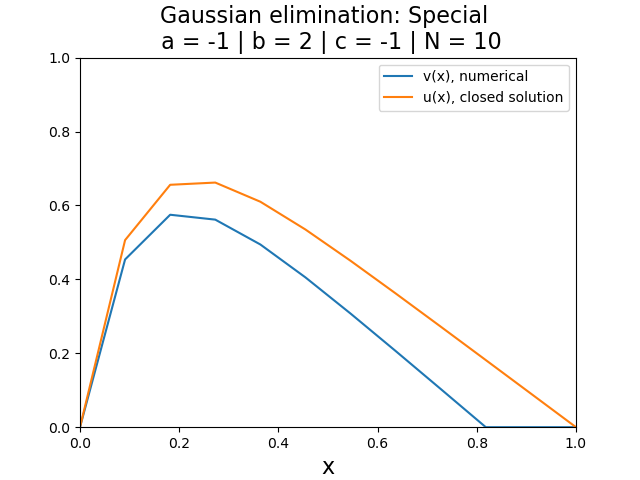 Gaussian elimination: Special
a = -1 | b = 2 | c = -1 | N = 10
v(x), numerical
u(x), closed solution
1.0
0.8
0.6
0.4
0.2
0.0
0.0 0.2 0.4 0.6 0.8 1.0
x